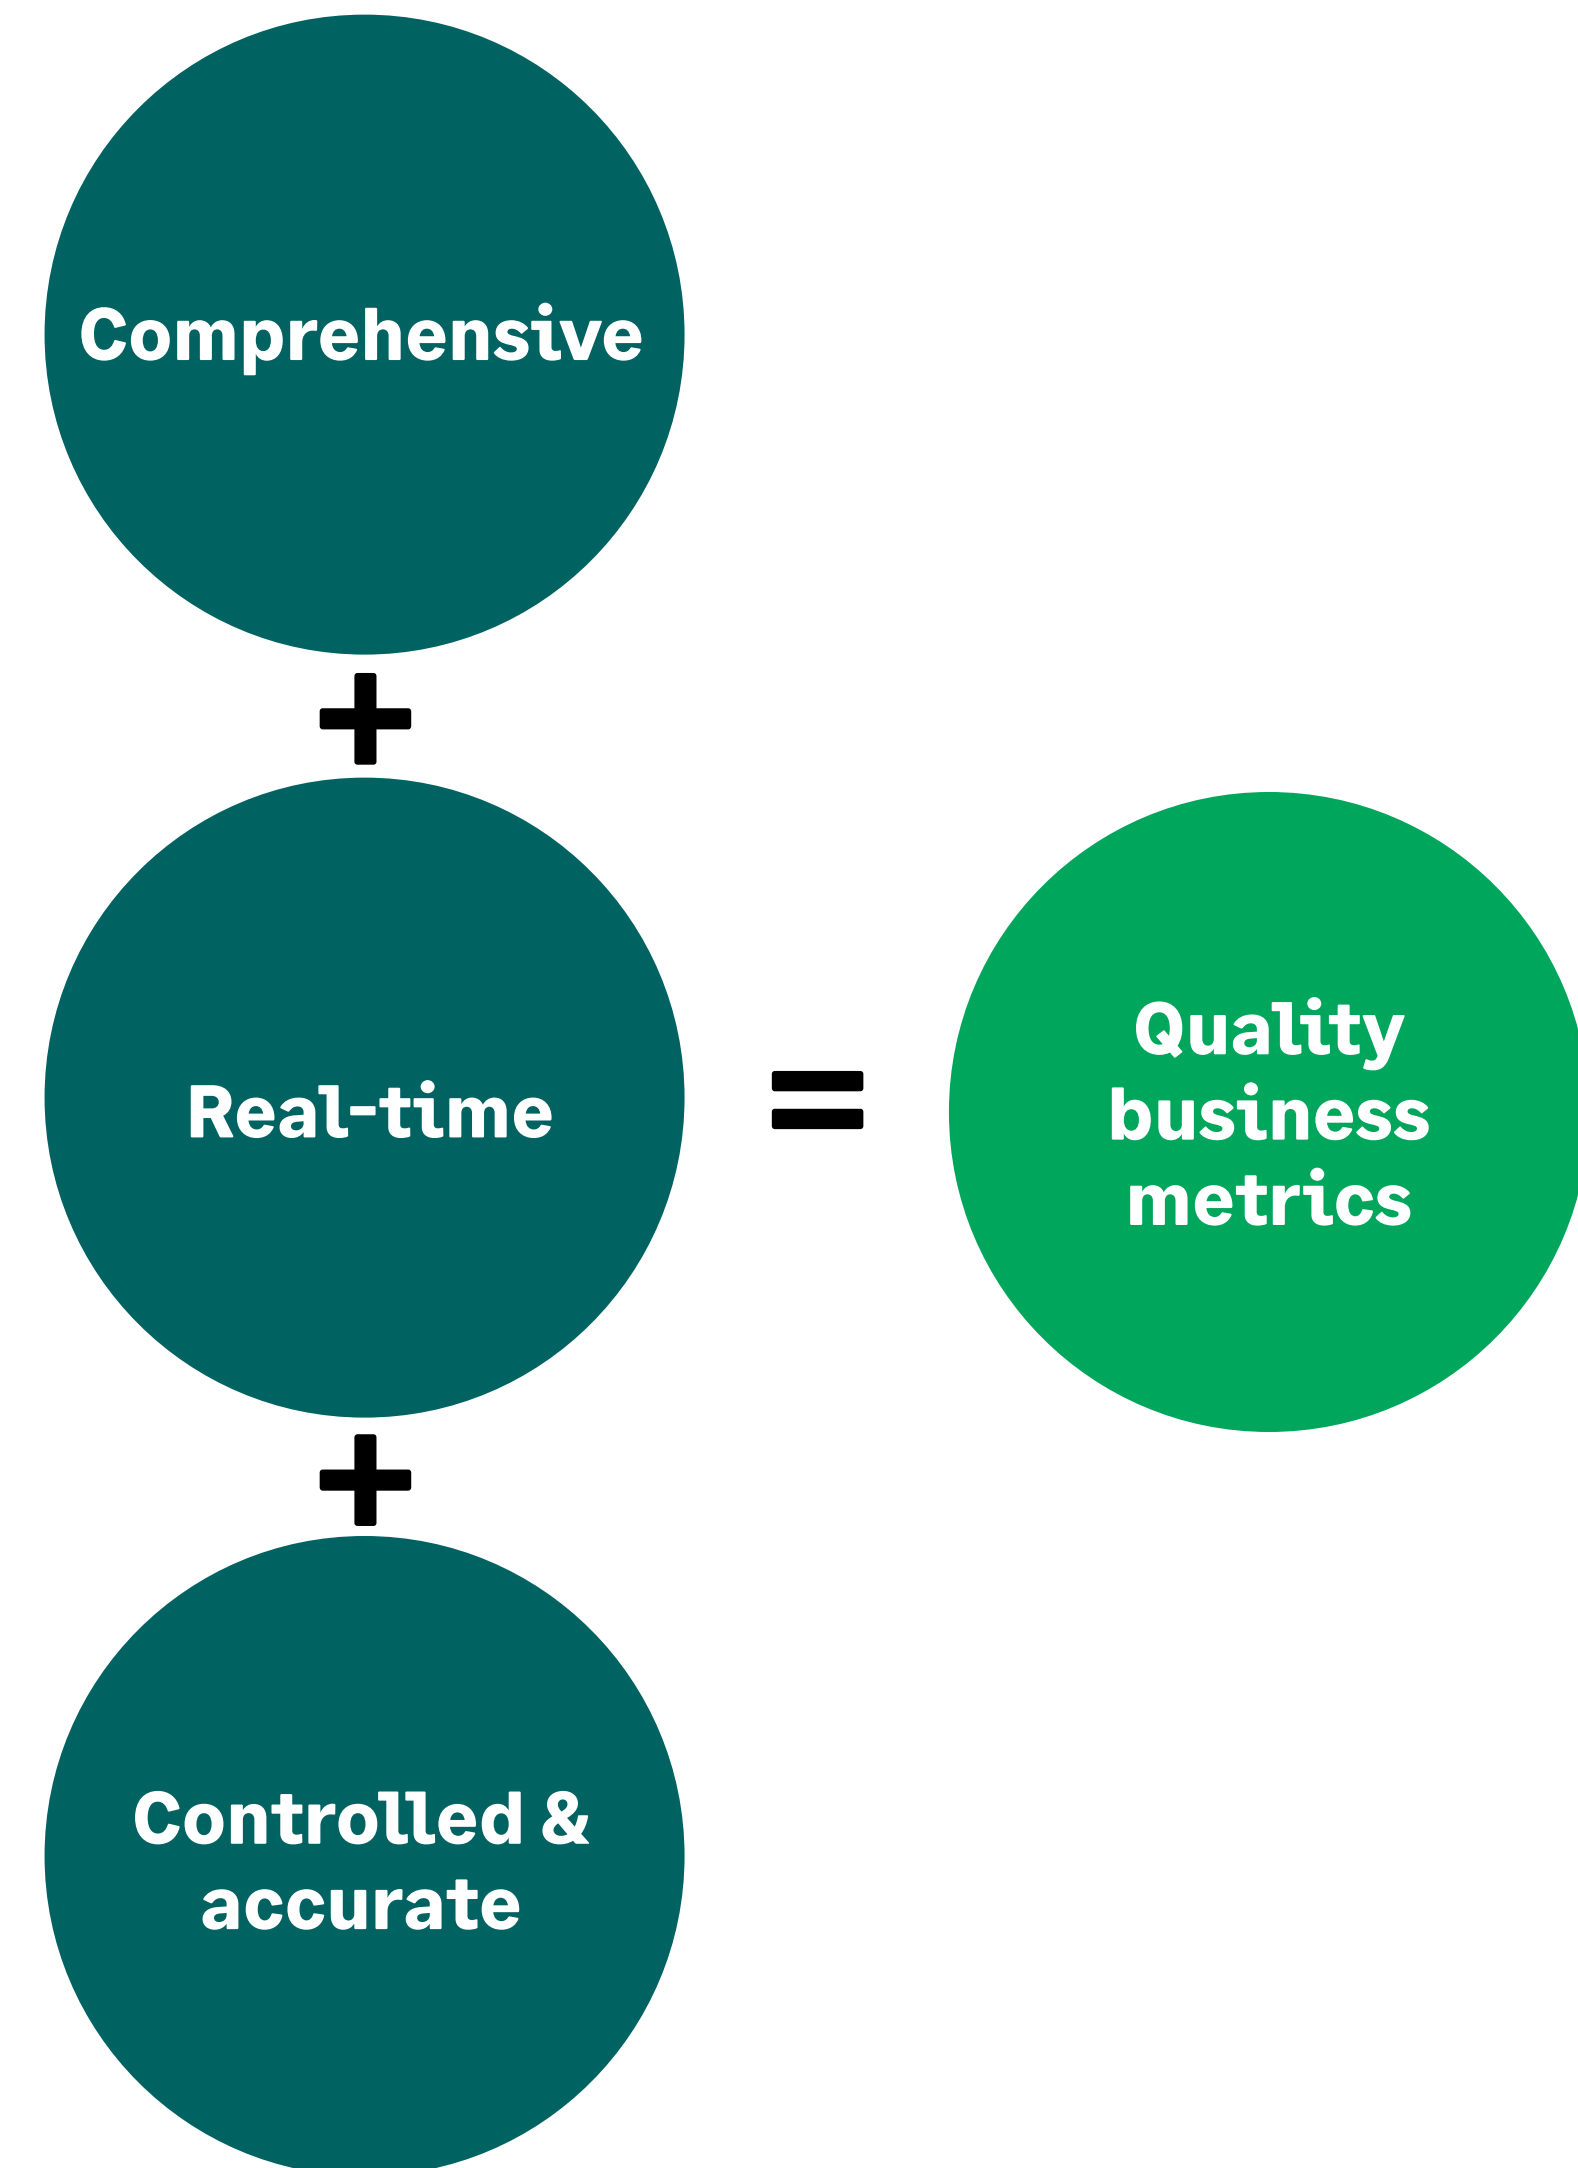 Comprehensive
+
Real-time
=
Quality
business
metrics
+
Controlled &
accurate